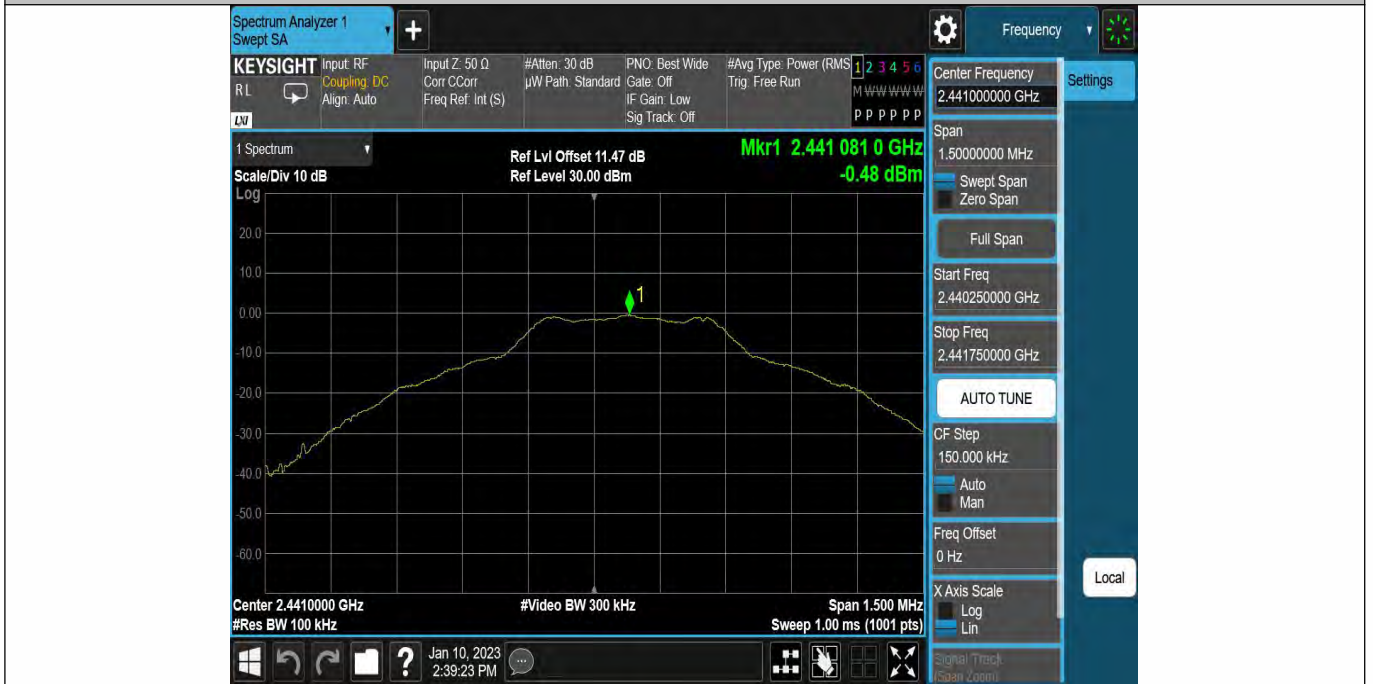 Spectrum Analyzer 1
Swept SA
+
Frequency
KEYSIGHT
RL
LXI
Input: RF
Coupling: DC
Align: Auto
Input Z: 50 Ω
Corr CCorr
Freq Ref: Int (S)
#Atten: 30 dB
µW Path: Standard
PNO: Best Wide
Gate: Off
IF Gain: Low
Sig Track: Off
#Avg Type: Power (RMS
Trig: Free Run
1 2 3 4 5 6
M W W W W W
P P P P P P
Center Frequency
2.441000000 GHz
Settings
Span
1.50000000 MHz
Swept Span
Zero Span
Full Span
Start Freq
2.440250000 GHz
Stop Freq
2.441750000 GHz
AUTO TUNE
CF Step
150.000 kHz
Auto
Man
Freq Offset
0 Hz
X Axis Scale
Log
Lin
Signal Track
(Span Zoom)
Local
1 Spectrum
Scale/Div 10 dB
Log
Ref Lvl Offset 11.47 dB
Ref Level 30.00 dBm
Mkr1 2.441 081 0 GHz
-0.48 dBm
20.0
10.0
0.00
-10.0
-20.0
-30.0
-40.0
-50.0
-60.0
1
Center 2.4410000 GHz
#Res BW 100 kHz
#Video BW 300 kHz
Span 1.500 MHz
Sweep 1.00 ms (1001 pts)
?
Jan 10, 2023
2:39:23 PM